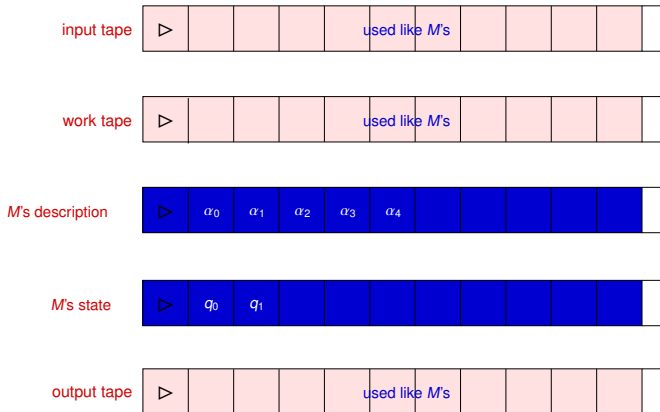 input tape ▷ used like M's
work tape ▷ used like M's
M's description ▷ α₀ α₁ α₂ α₃ α₄
M's state ▷ q₀ q₁
output tape ▷ used like M's